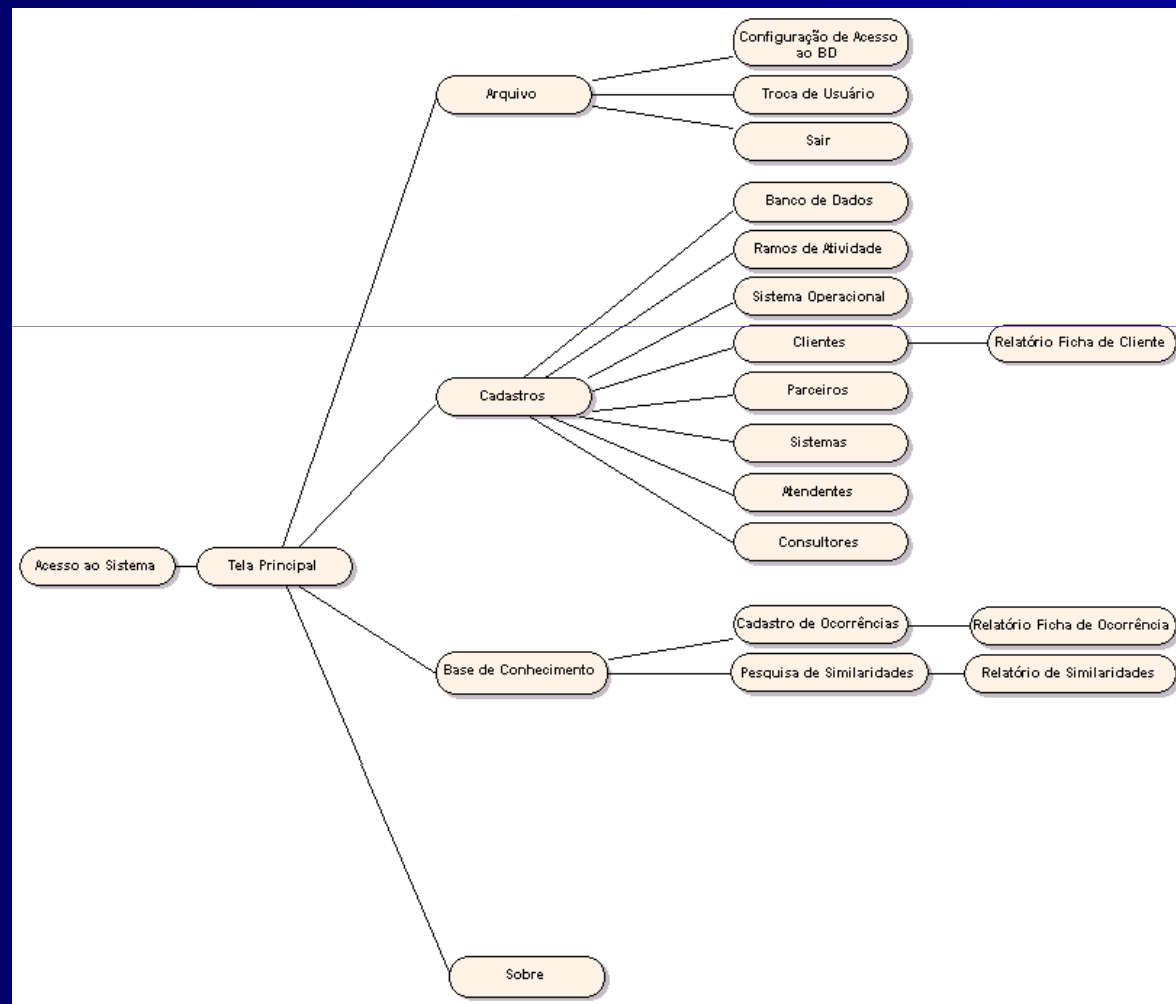 Configuração de Acesso
ao BD
Arquivo
Troca de Usuário
Sair
Banco de Dados
Ramos de Atividade
Sistema Operacional
Clientes
Relatório Ficha de Cliente
Cadastros
Parceiros
Sistemas
Atendentes
Consultores
Acesso ao Sistema
Tela Principal
Cadastro de Ocorrências
Relatório Ficha de Ocorrência
Base de Conhecimento
Pesquisa de Similaridades
Relatório de Similaridades
Sobre